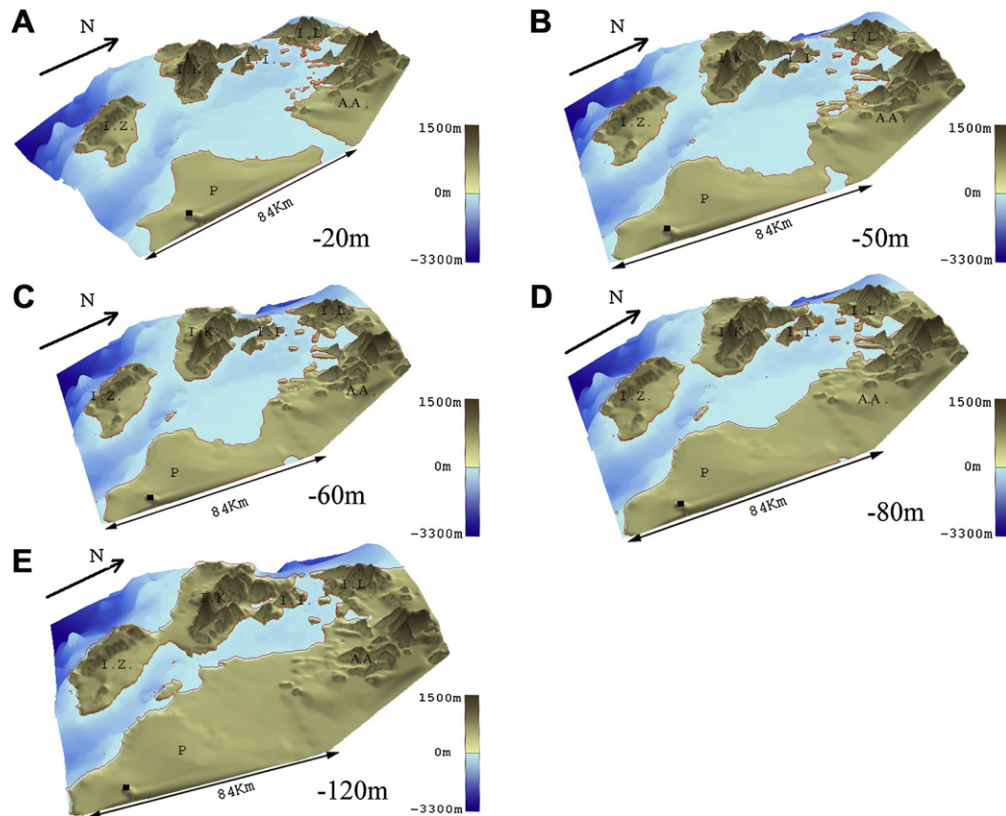 A
N
I.L.
I.K.
I.I.
A.A.
I.Z.
P
84Km
-20m
1500m
0m
-3300m
B
N
I.L.
I.K.
I.I.
A.A.
I.Z.
P
84Km
-50m
1500m
0m
-3300m
C
N
I.L.
I.K.
I.I.
A.A.
I.Z.
P
84Km
-60m
1500m
0m
-3300m
D
N
I.L.
I.K.
I.I.
A.A.
I.Z.
P
84Km
-80m
1500m
0m
-3300m
E
N
I.L.
I.K.
I.I.
A.A.
I.Z.
P
84Km
-120m
1500m
0m
-3300m